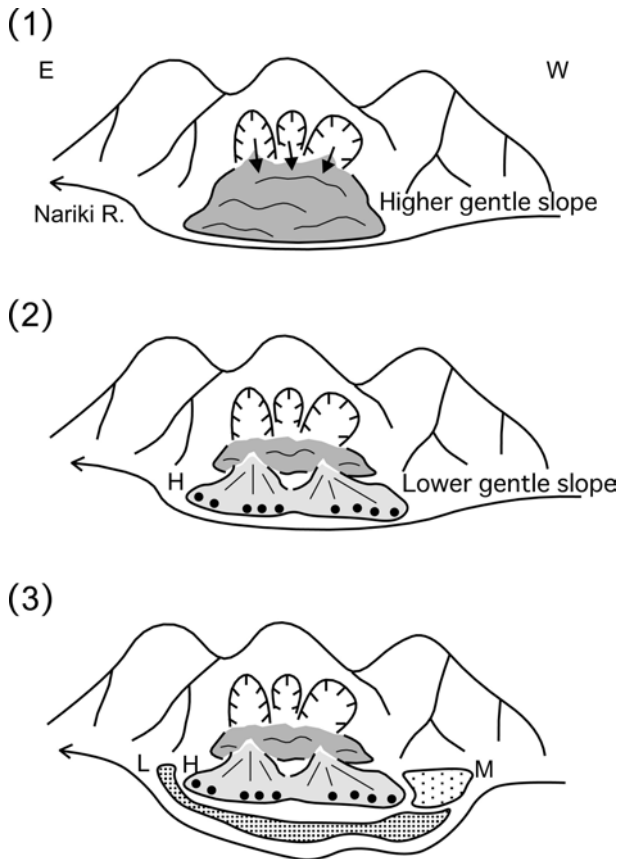 (1)
E
W
Higher gentle slope
Nariki R.
(2)
H
Lower gentle slope
(3)
L
H
M